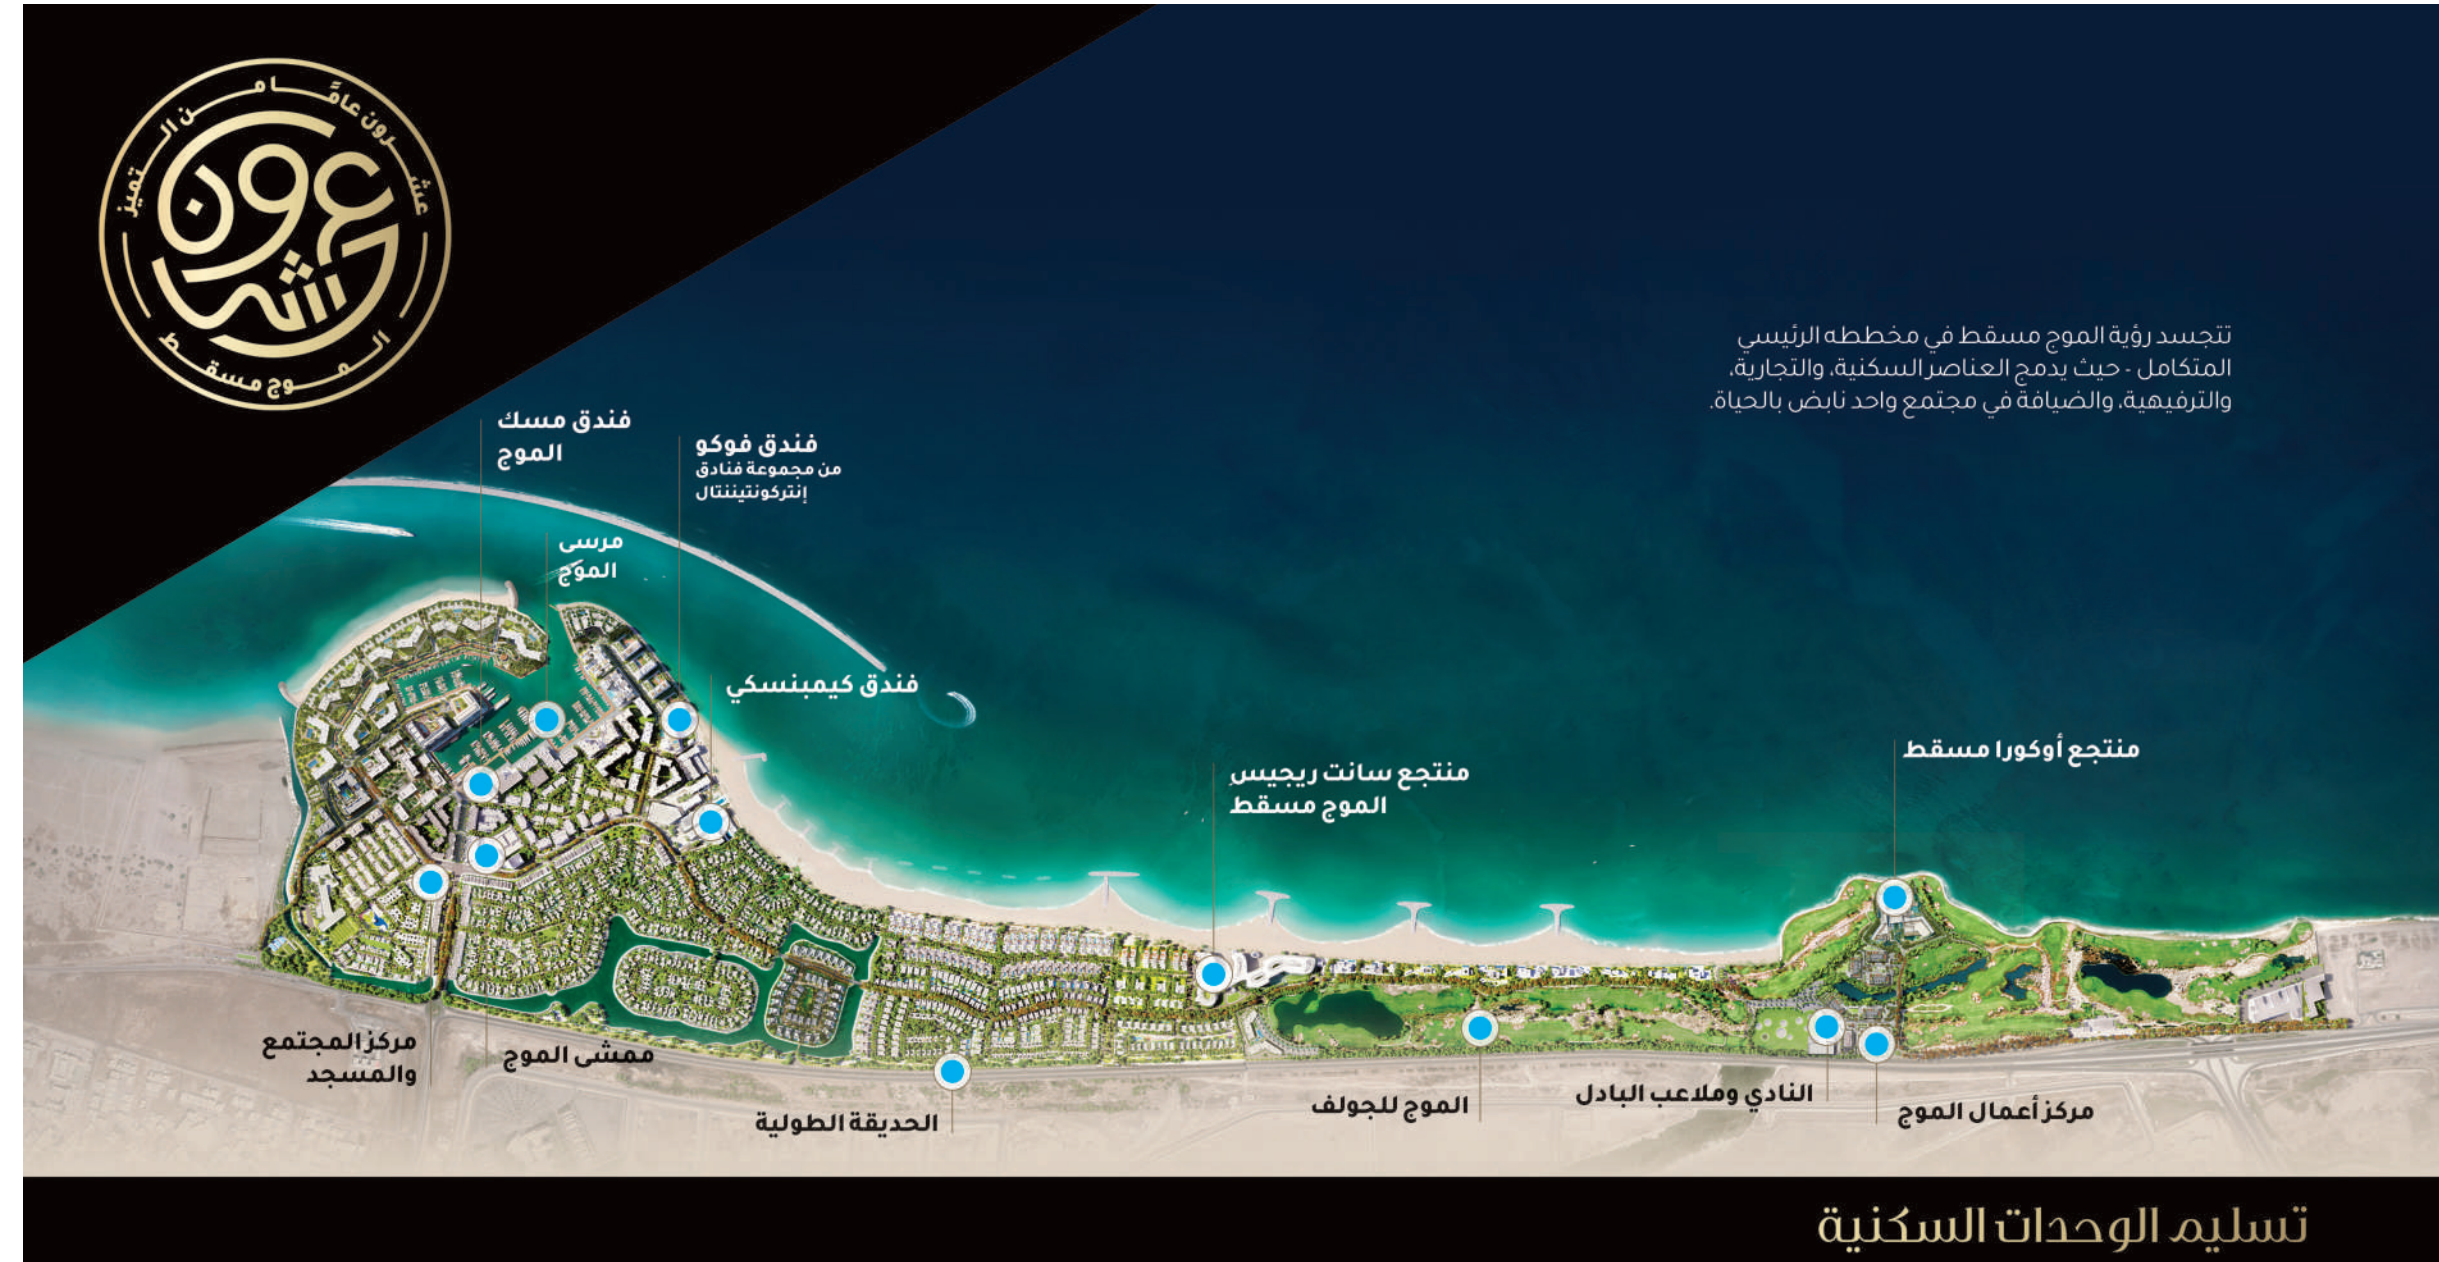 عشرون عامًا من التميز
عشرون
الموج مسقط
تتجسد رؤية الموج مسقط في مخططه الرئيسي
المتكامل - حيث يدمج العناصر السكنية، والتجارية،
والترفيهية، والضيافة في مجتمع واحد نابض بالحياة.
فندق مسك
الموج
فندق فوكو
من مجموعة فنادق
إنتركونتيننتال
مرسى
الموج
فندق كيمبنسكي
منتجع سانت ريجيس
الموج مسقط
منتجع أوكورا مسقط
مركز المجتمع
والمسجد
ممشى الموج
الحديقة الطولية
الموج للجولف
النادي وملاعب البادل
مركز أعمال الموج
تسليم الوحدات السكنية